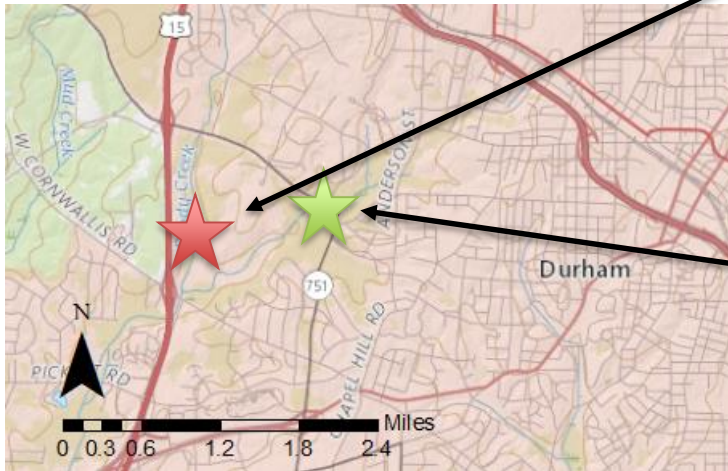 15
Mud Creek
W CORNWALLIS RD
Creek
ANDERSON ST
Durham
751
N
CHAPEL HILL RD
RD
Miles
0 0.3 0.6 1.2 1.8 2.4